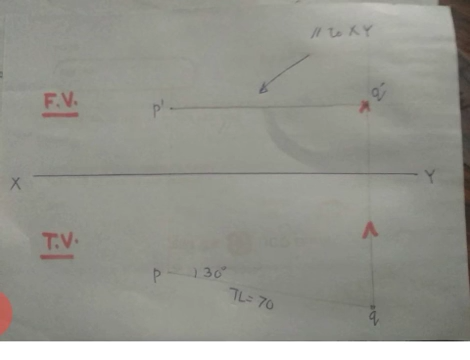 // to XY
F.V.
p' q'
X Y
T.V.
p 30°
TL=70
q